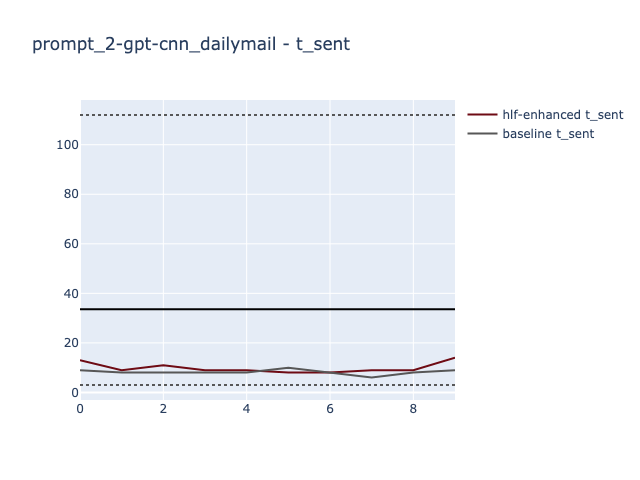 prompt_2-gpt-cnn_dailymail - t_sent
hlf-enhanced t_sent
baseline t_sent
100
80
60
40
20
0
0 2 4 6 8